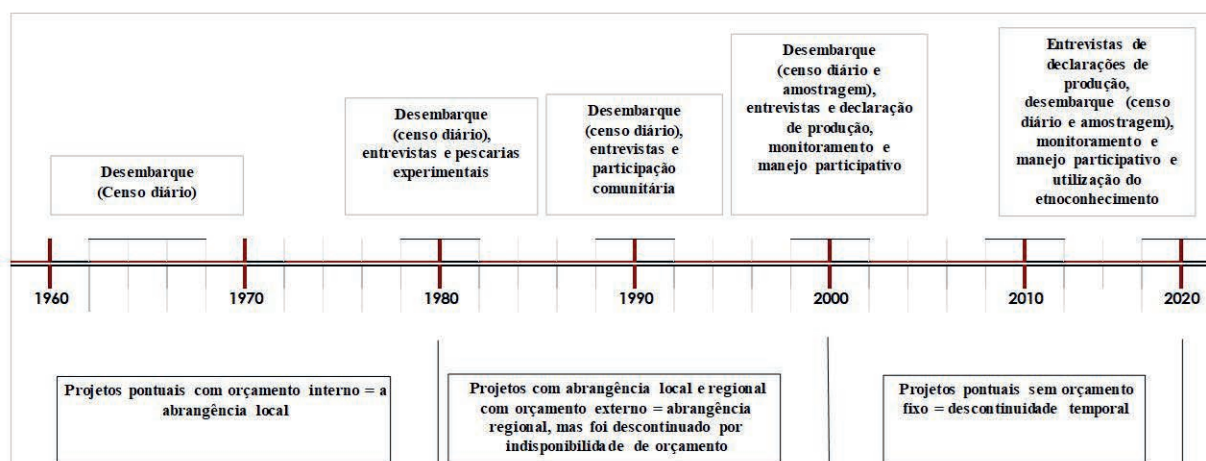 Desembarque
(Censo diário)
Desembarque
(censo diário),
entrevistas e pescarias
experimentais
Desembarque
(censo diário),
entrevistas e
participação
comunitária
Desembarque
(censo diário e
amostragem),
entrevistas e declaração
de produção,
monitoramento e
manejo participativo
Entrevistas de
declarações de
produção,
desembarque (censo
diário e amostragem),
monitoramento e
manejo participativo e
utilização do
etnoconhecimento
1960
1970
1980
1990
2000
2010
2020
Projetos pontuais com orçamento interno = a
abrangência local
Projetos com abrangência local e regional
com orçamento externo = abrangência
regional, mas foi descontinuado por
indisponibilidade de orçamento
Projetos pontuais sem orçamento
fixo = descontinuidade temporal